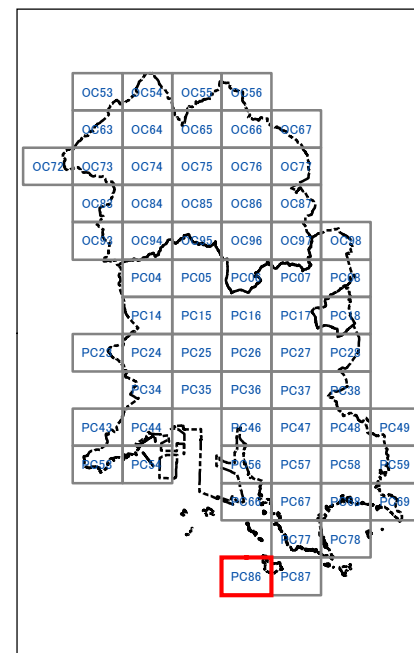 OC53 OC54 OC55 OC56
OC63 OC64 OC65 OC66 OC67
OC72 OC73 OC74 OC75 OC76 OC77
OC83 OC84 OC85 OC86 OC87
OC93 OC94 OC95 OC96 OC97 OC98
PC04 PC05 PC06 PC07 PC08
PC14 PC15 PC16 PC17 PC18
PC23 PC24 PC25 PC26 PC27 PC28
PC34 PC35 PC36 PC37 PC38
PC43 PC44 PC46 PC47 PC48 PC49
PC53 PC54 PC56 PC57 PC58 PC59
PC66 PC67 PC68 PC69
PC77 PC78
PC86 PC87